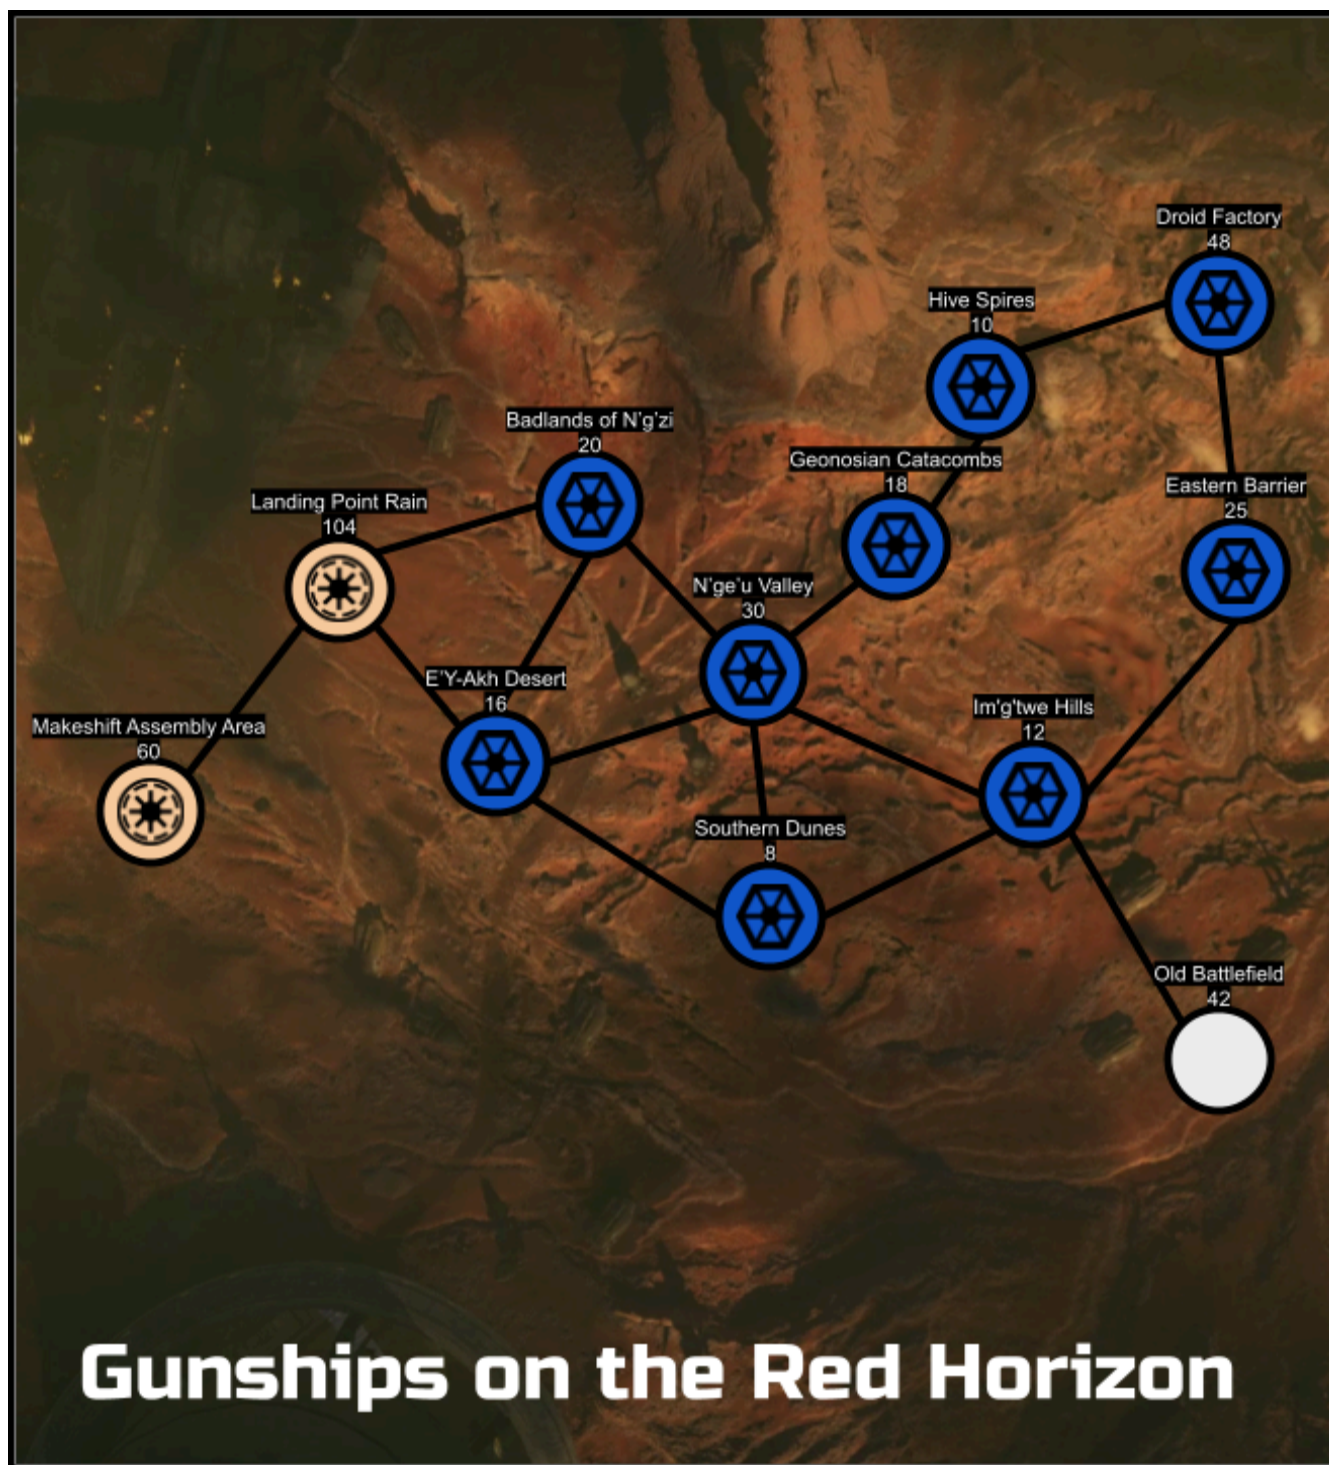 Droid Factory
48
Hive Spires
10
Badlands of N'g'zi
20
Geonosian Catacombs
18
Eastern Barrier
25
Landing Point Rain
104
N'ge'u Valley
30
E'Y-Akh Desert
16
Im'g'twe Hills
12
Makeshift Assembly Area
60
Southern Dunes
8
Old Battlefield
42
Gunships on the Red Horizon